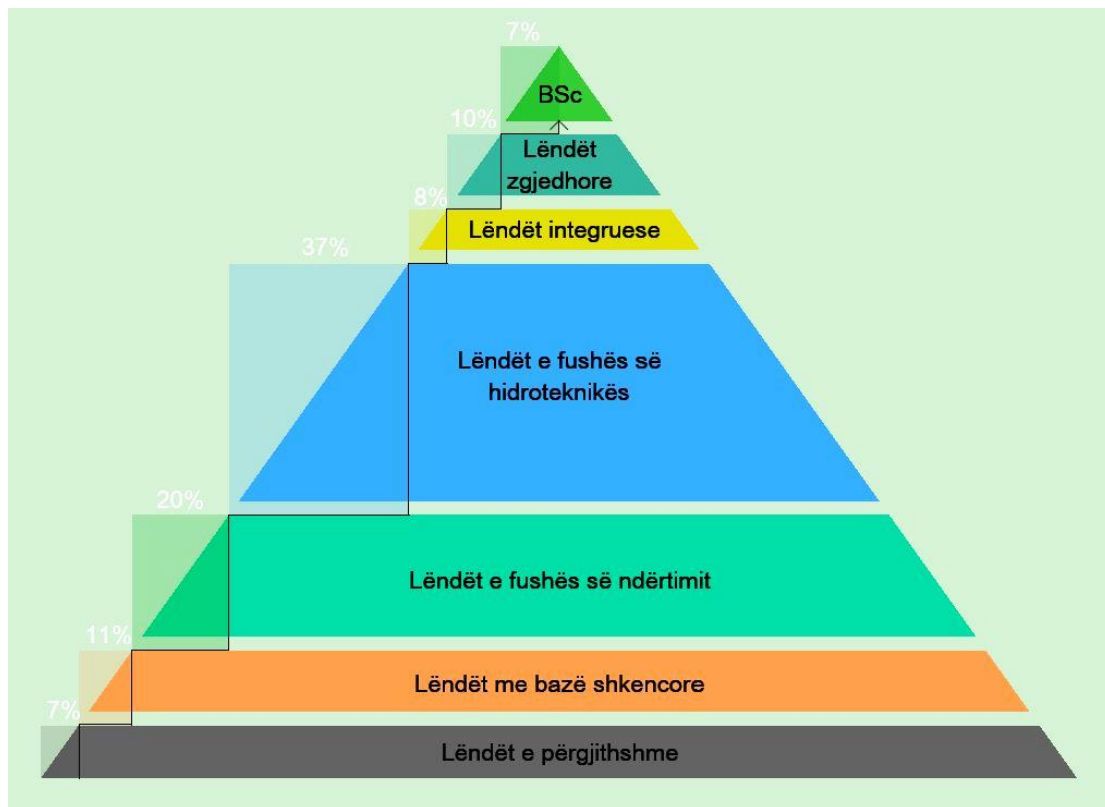 7%
BSc
10%
Lëndët
zgjedhore
8%
Lëndët integruese
37%
Lëndët e fushës së
hidroteknikës
20%
Lëndët e fushës së ndërtimit
11%
Lëndët me bazë shkencore
7%
Lëndët e përgjithshme